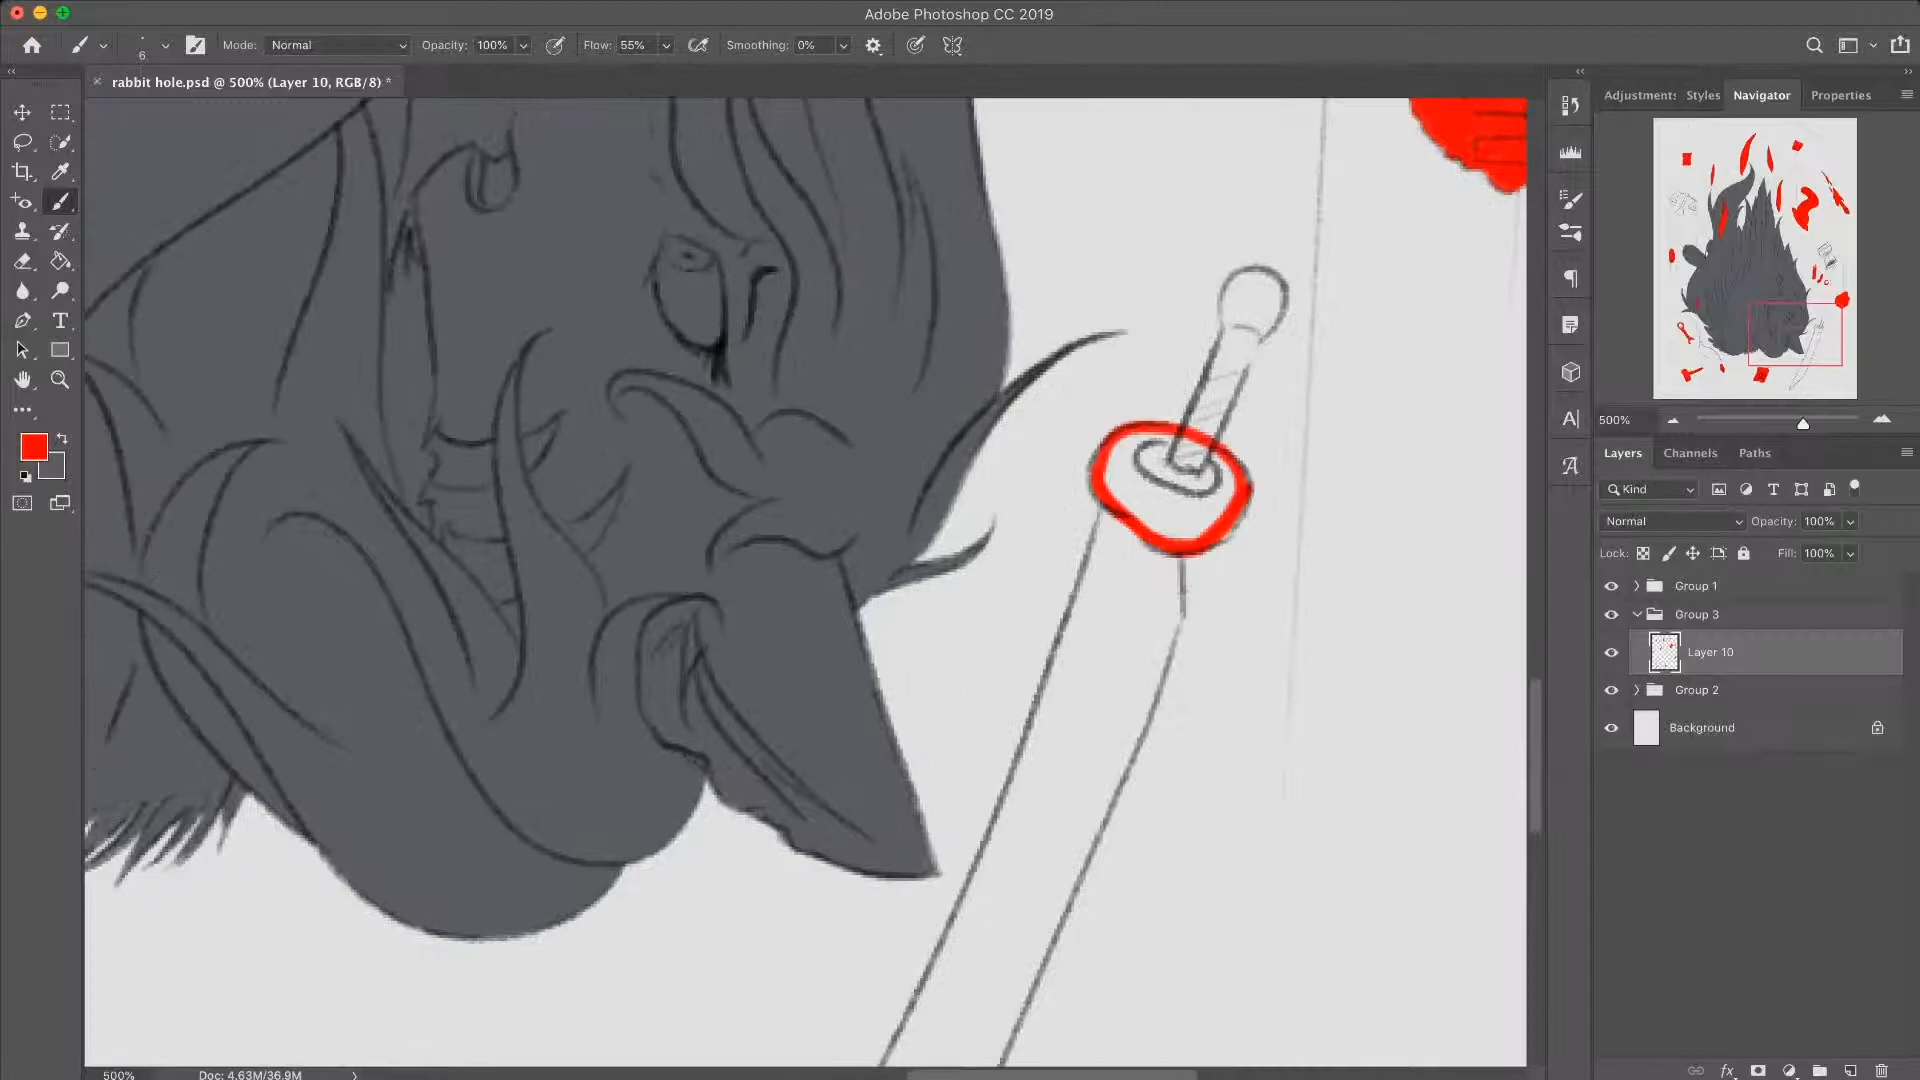 Adobe Photoshop CC 2019
6
Mode: Normal
Opacity: 100%
Flow: 55%
Smoothing: 0%
rabbit hole.psd @ 500% (Layer 10, RGB/8) *
Adjustment: Styles Navigator Properties
500%
Layers Channels Paths
Kind
Normal
Opacity: 100%
Lock:
Fill: 100%
Group 1
Group 3
Layer 10
Group 2
Background
500%
Doc: 4.63M/36.9M